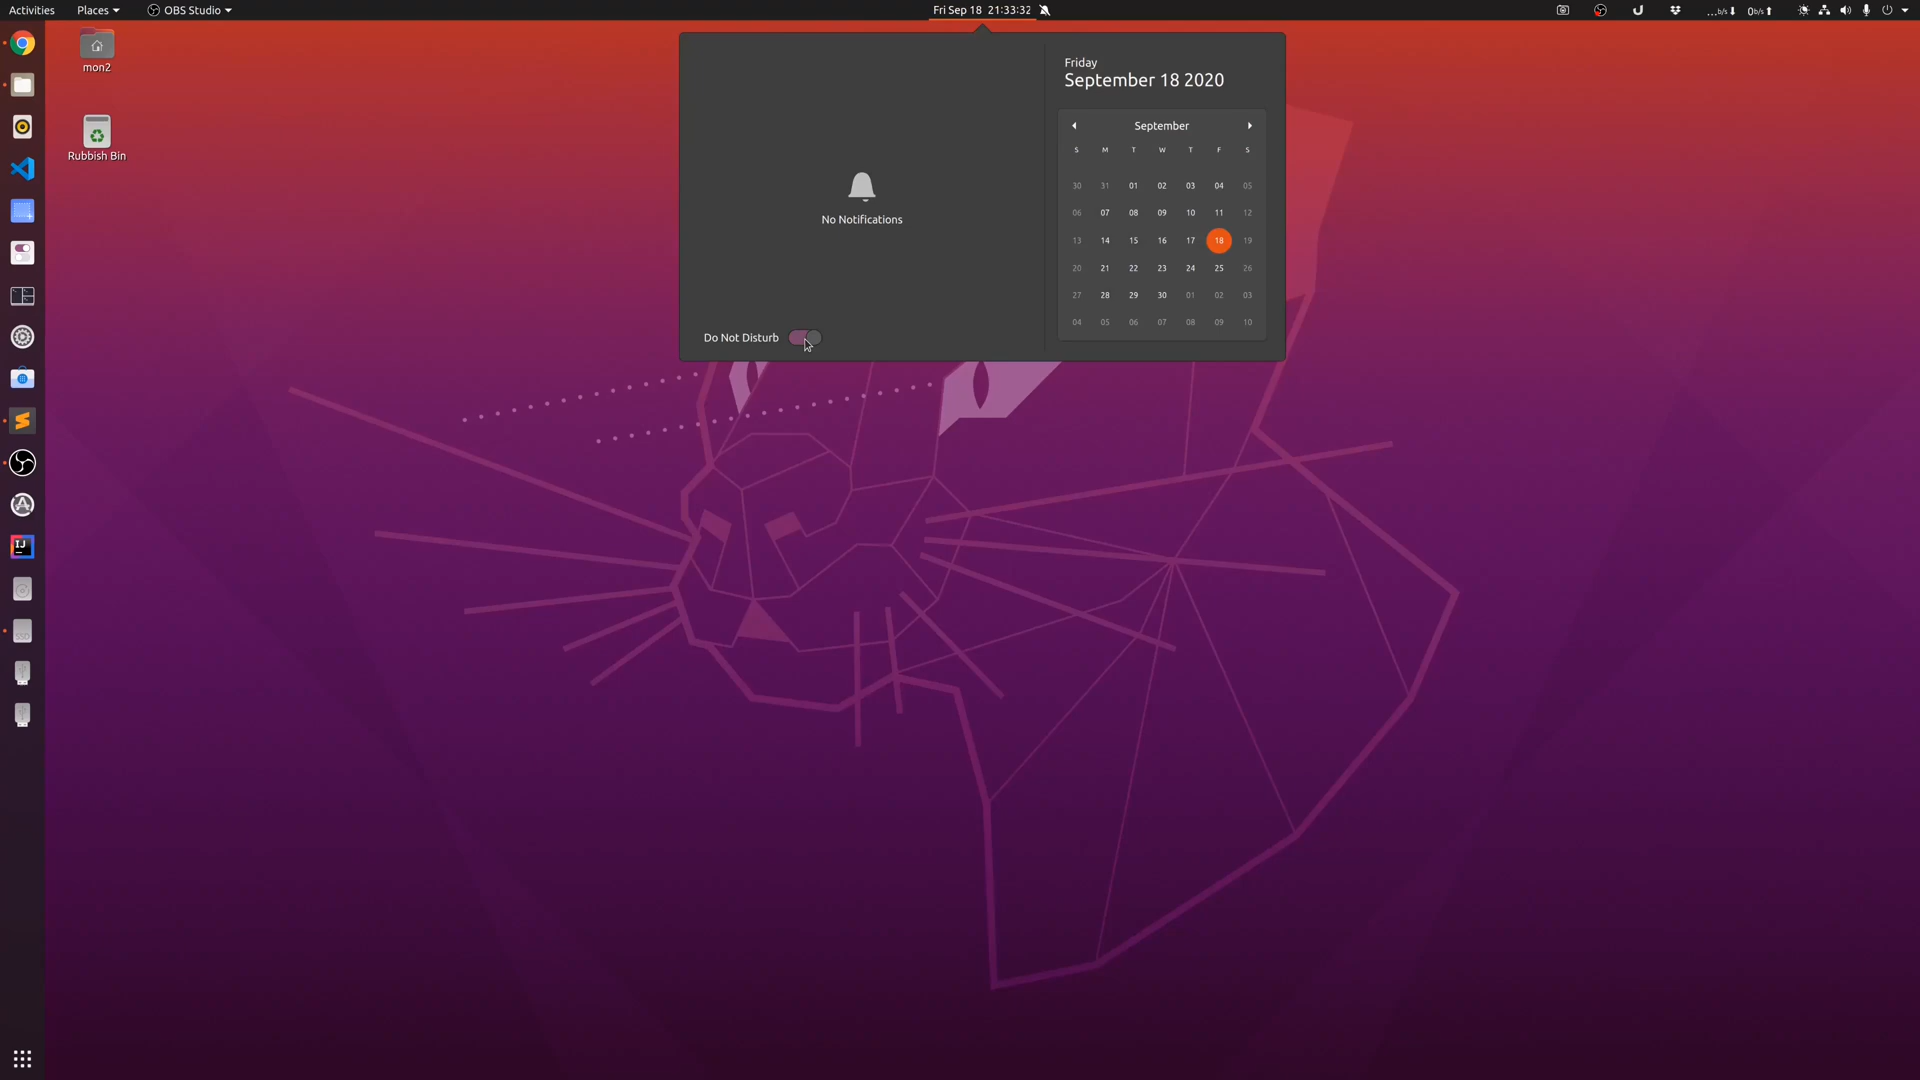 Activities Places OBS Studio Fri Sep 18 21:33:32 ...b/s 0b/s
mon2
Rubbish Bin
No Notifications
Do Not Disturb
Friday
September 18 2020
September
S M T W T F S
30 31 01 02 03 04 05
06 07 08 09 10 11 12
13 14 15 16 17 18 19
20 21 22 23 24 25 26
27 28 29 30 01 02 03
04 05 06 07 08 09 10
IJ
SSD